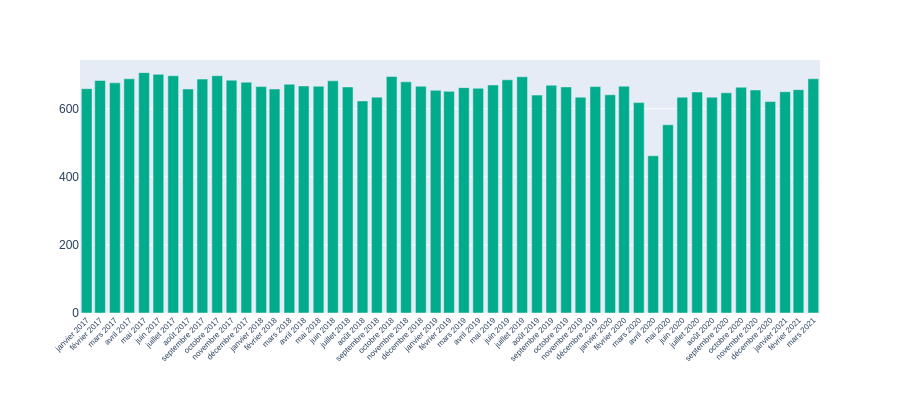 600
400
200
0
janvier 2017
février 2017
mars 2017
avril 2017
mai 2017
juin 2017
juillet 2017
août 2017
septembre 2017
octobre 2017
novembre 2017
décembre 2017
janvier 2018
février 2018
mars 2018
avril 2018
mai 2018
juin 2018
juillet 2018
août 2018
septembre 2018
octobre 2018
novembre 2018
décembre 2018
janvier 2019
février 2019
mars 2019
avril 2019
mai 2019
juin 2019
juillet 2019
août 2019
septembre 2019
octobre 2019
novembre 2019
décembre 2019
janvier 2020
février 2020
mars 2020
avril 2020
mai 2020
juin 2020
juillet 2020
août 2020
septembre 2020
octobre 2020
novembre 2020
décembre 2020
janvier 2021
février 2021
mars 2021